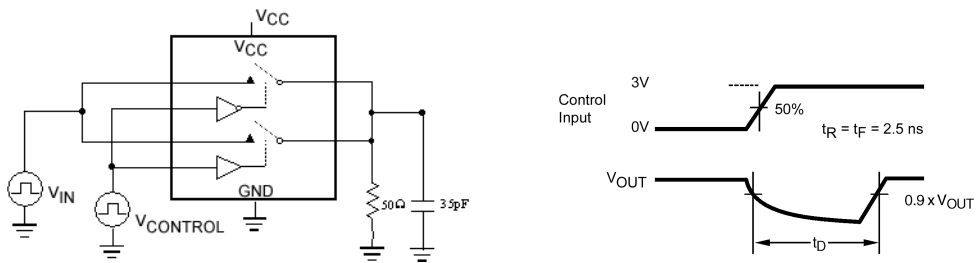 VCC
VCC
GND
VIN
VCONTROL
50Ω
35pF
Control
Input
3V
0V
50%
tR = tF = 2.5 ns
VOUT
0.9 x VOUT
tD